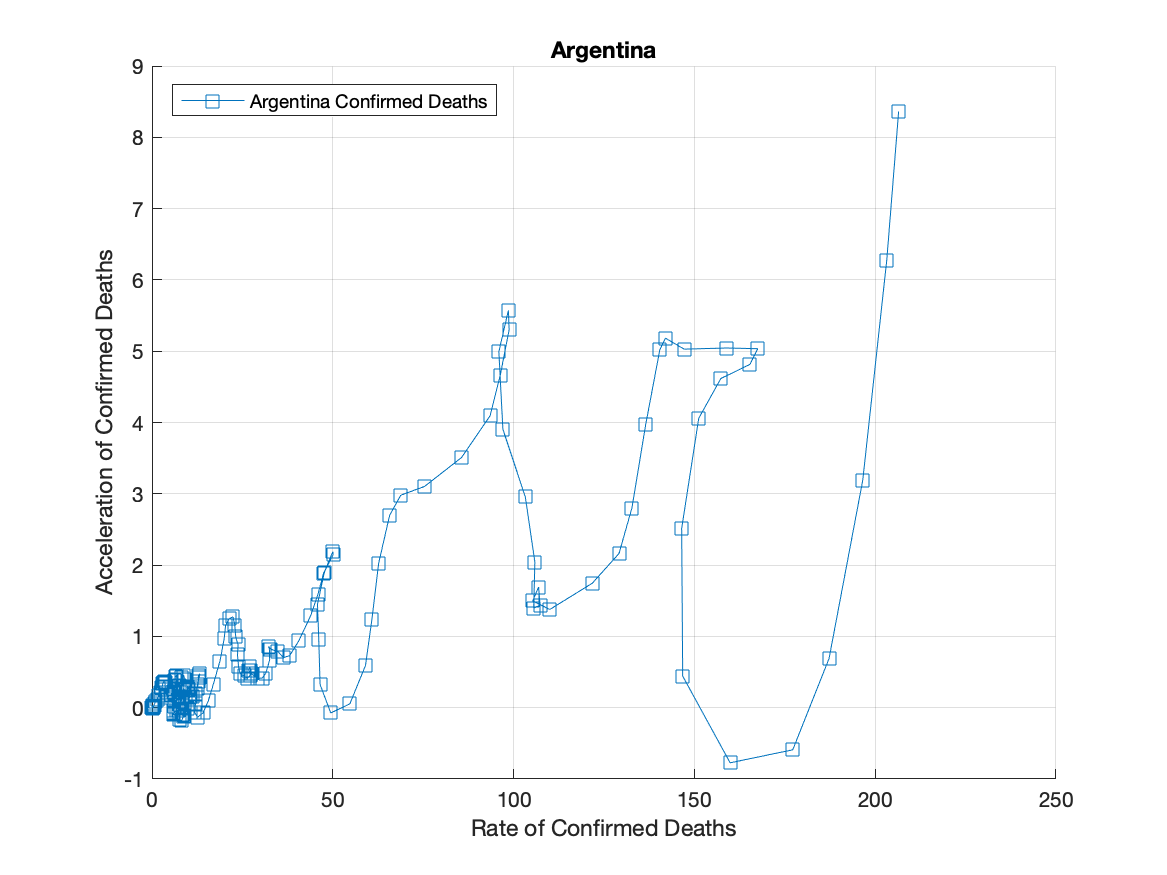 Argentina
9
Argentina Confirmed Deaths
8
7
6
5
4
3
2
1
0
-1
Acceleration of Confirmed Deaths
0 50 100 150 200 250
Rate of Confirmed Deaths